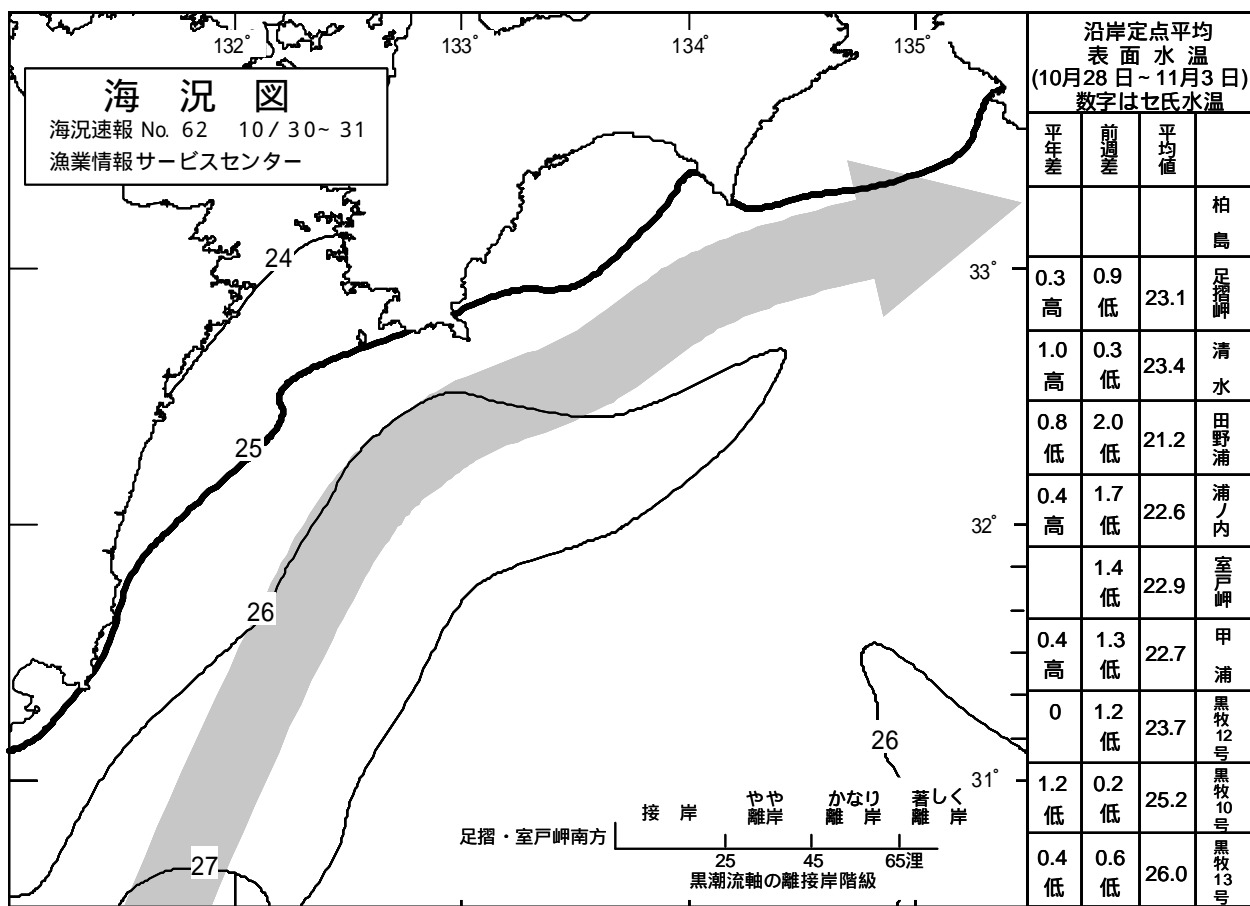 132°
133°
134°
135°
海況図
海況速報 No. 62 10/30~31
漁業情報サービスセンター
24
25
26
27
26
33°
32°
31°
接岸
やや離岸
かなり離岸
著しく離岸
足摺・室戸岬南方
25 45 65浬
黒潮流軸の離接岸階級
沿岸定点平均
表面水温
(10月28日~11月3日)
数字はセ氏水温
平年差 前週差 平均値
柏島
0.3高 0.9低 23.1 足摺岬
1.0高 0.3低 23.4 清水
0.8低 2.0低 21.2 田野浦
0.4高 1.7低 22.6 浦ノ内
1.4低 22.9 室戸岬
0.4高 1.3低 22.7 甲浦
0 1.2低 23.7 黒牧12号
1.2低 0.2低 25.2 黒牧10号
0.4低 0.6低 26.0 黒牧13号